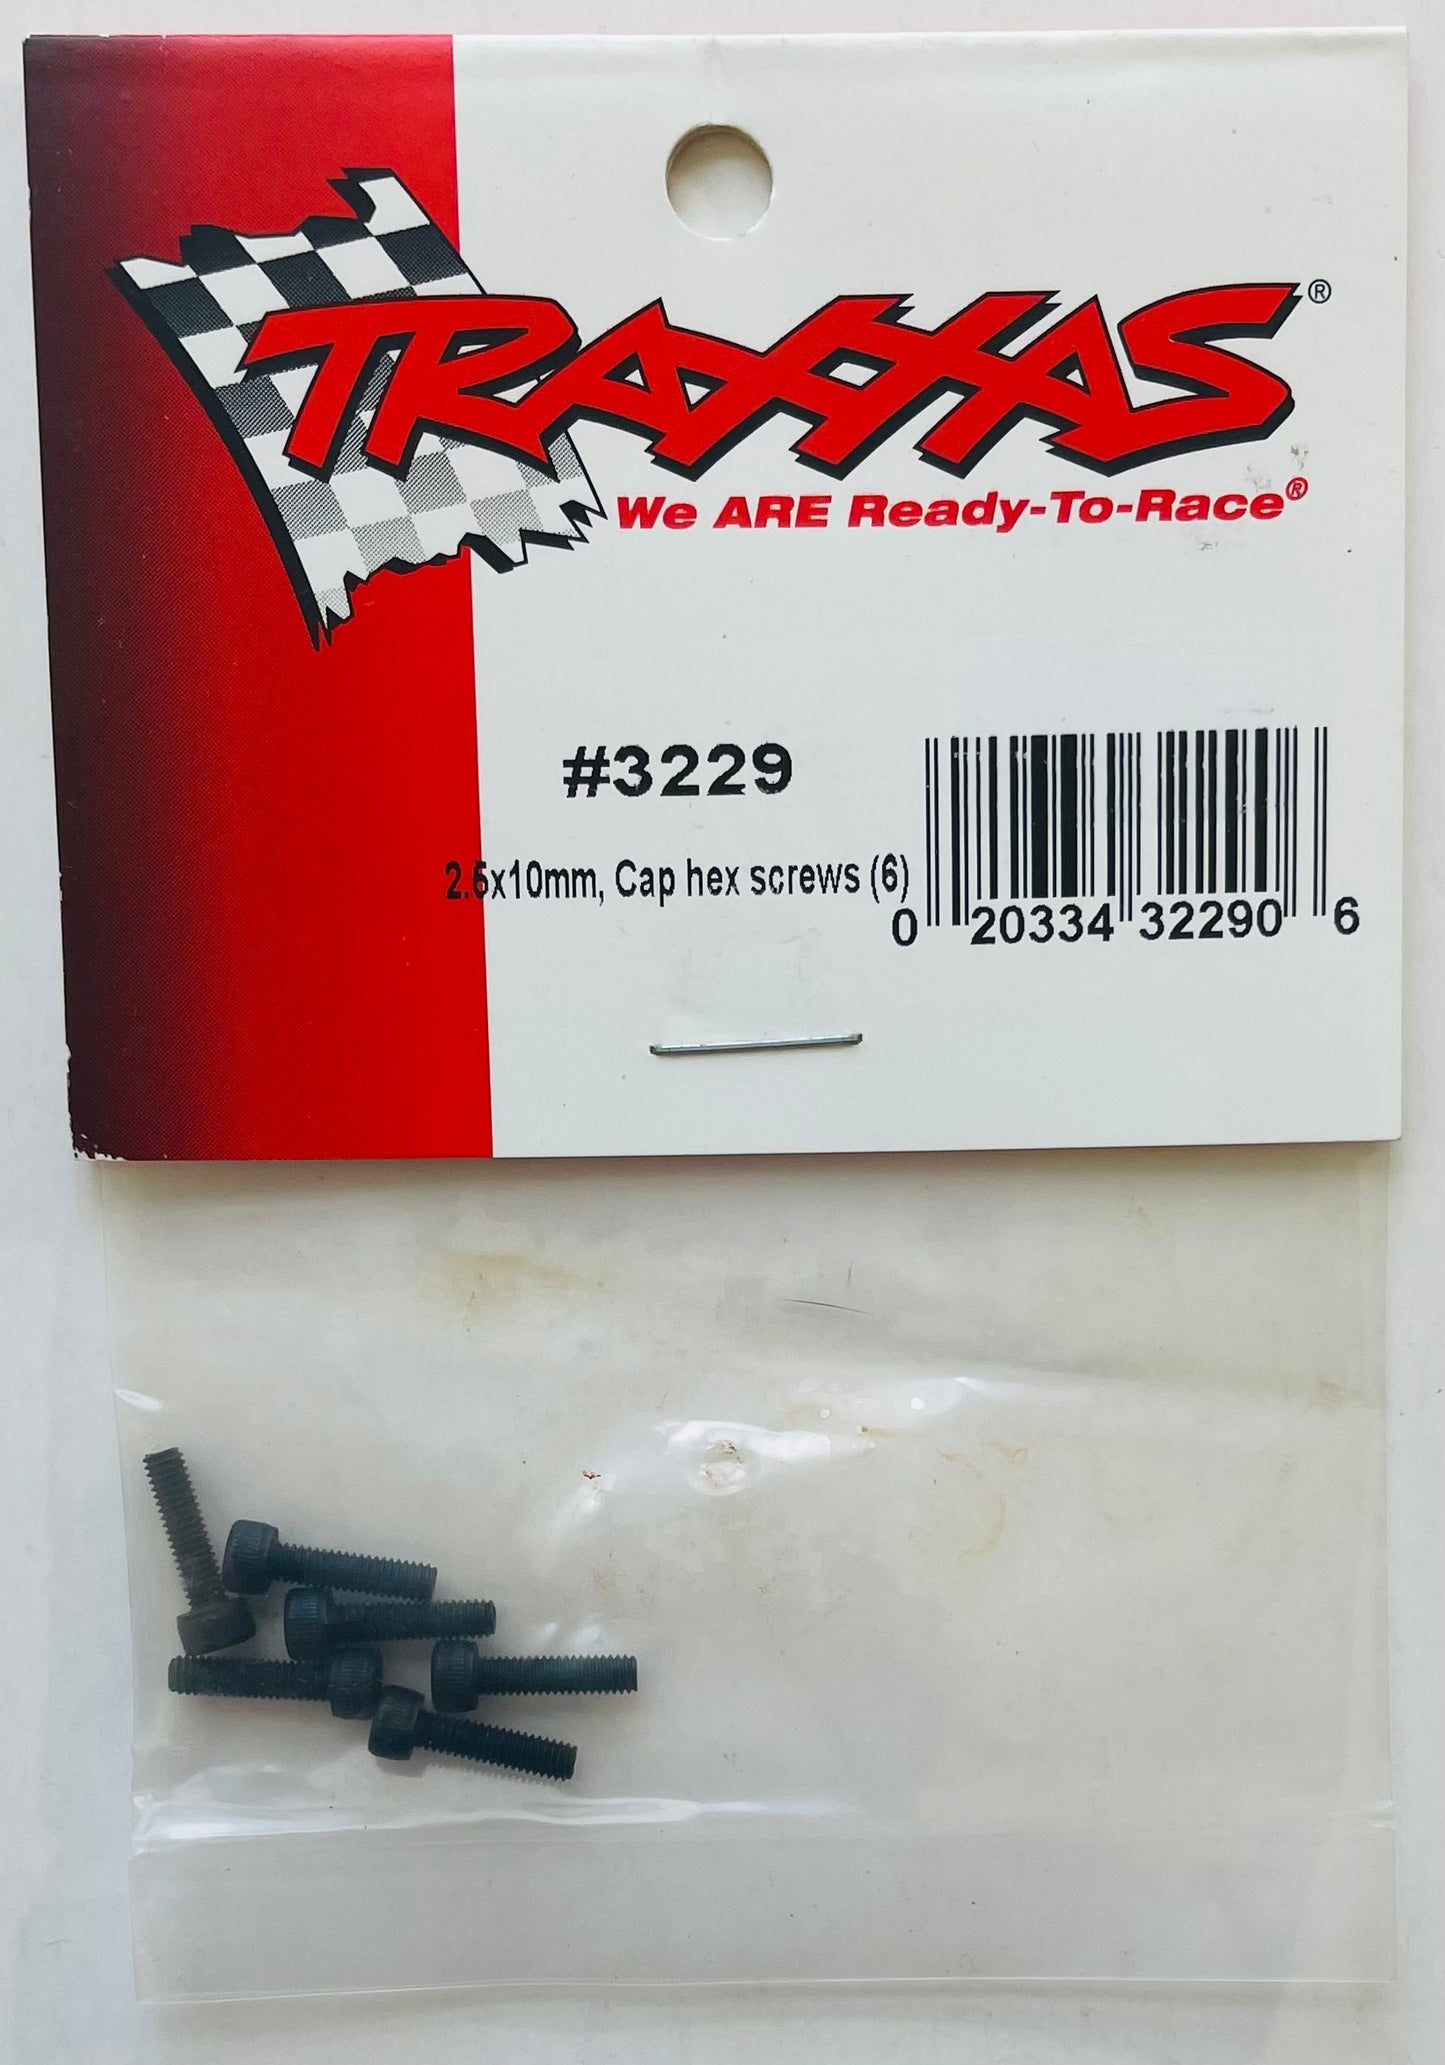 TRAXXAS®
We ARE Ready-To-Race®
#3229
2.5x10mm, Cap hex screws (6)
0 20334 32290 6